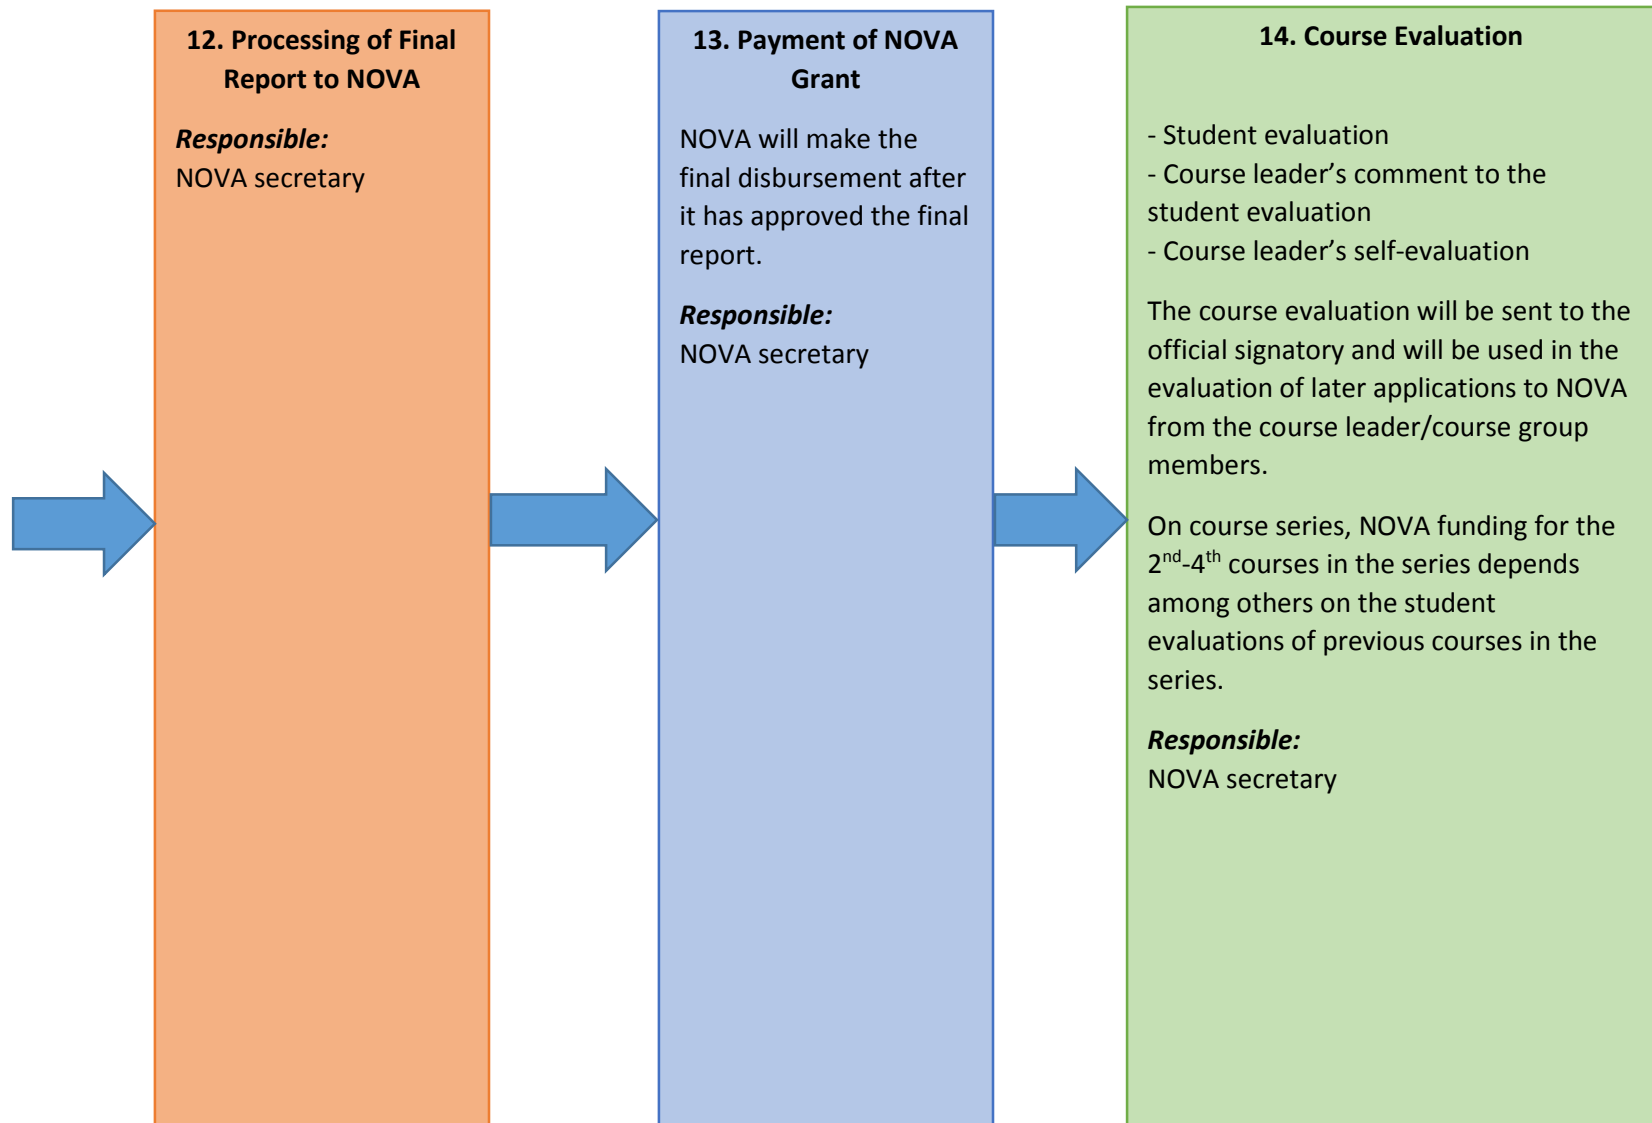 12. Processing of Final
Report to NOVA
Responsible:
NOVA secretary
13. Payment of NOVA
Grant
NOVA will make the
final disbursement after
it has approved the final
report.
Responsible:
NOVA secretary
14. Course Evaluation
- Student evaluation
- Course leader’s comment to the
student evaluation
- Course leader’s self-evaluation
The course evaluation will be sent to the
official signatory and will be used in the
evaluation of later applications to NOVA
from the course leader/course group
members.
On course series, NOVA funding for the
2nd-4th courses in the series depends
among others on the student
evaluations of previous courses in the
series.
Responsible:
NOVA secretary